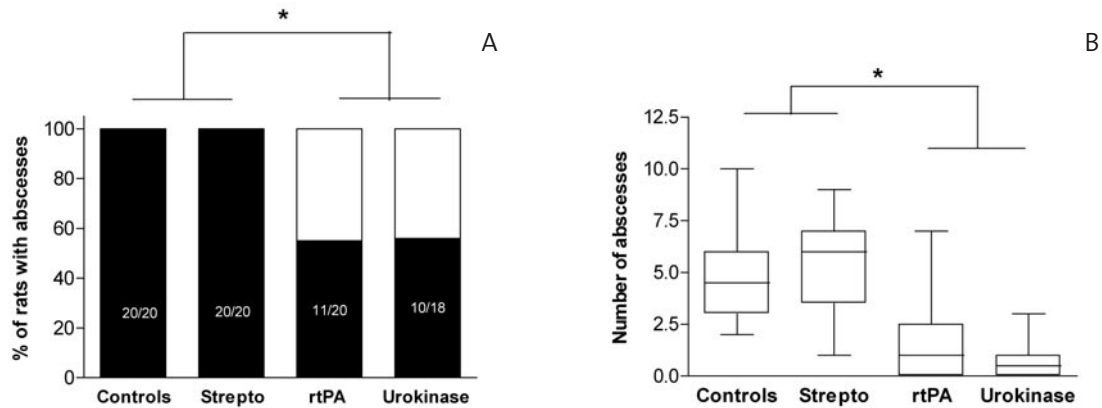 *
A
% of rats with abscesses
100
80
60
40
20
0
20/20
20/20
11/20
10/18
Controls
Strepto
rtPA
Urokinase
*
B
Number of abscesses
12.5
10.0
7.5
5.0
2.5
0.0
Controls
Strepto
rtPA
Urokinase